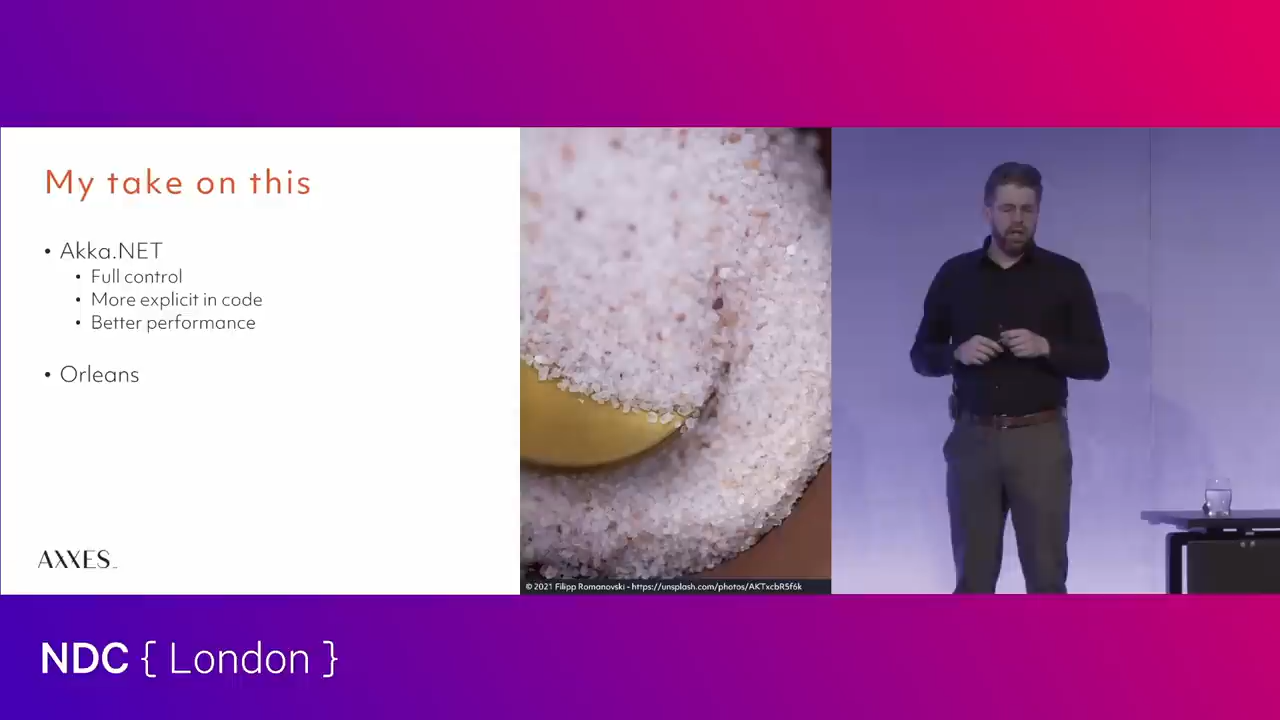 My take on this
• Akka.NET
• Full control
• More explicit in code
• Better performance
• Orleans
AXXES_
© 2021 Filipp Romanovski - https://unsplash.com/photos/AKTxcbR5f6k
NDC { London }